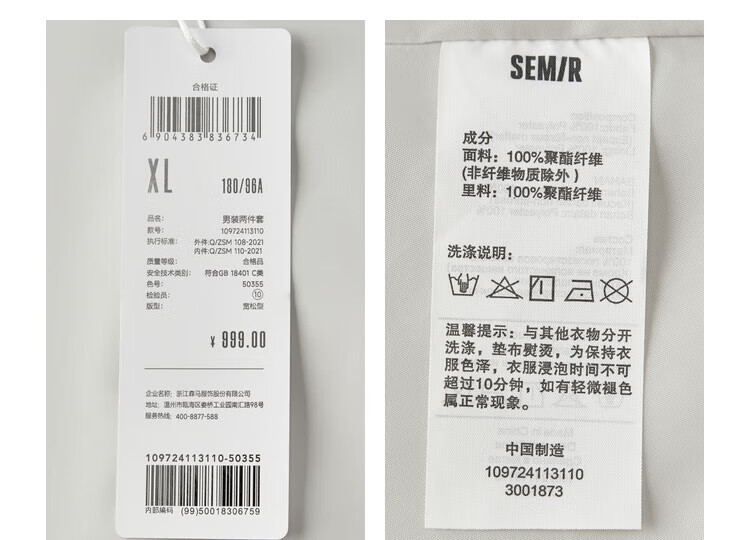 合格证
6 904383 836734
XL
180/96A
品名: 男装两件套
款号: 109724113110
执行标准: 外件:Q/ZSM 108-2021
内件:Q/ZSM 110-2021
质量等级: 合格品
安全技术类别: 符合GB 18401 C类
色号: 50355
检验员: ⑩
版型: 宽松型
¥ 999.00
企业名称: 浙江森马服饰股份有限公司
地址: 温州市瓯海区娄桥工业园南汇路98号
服务热线: 400-8877-588
109724113110-50355
内部编码 (99)50018306759
SEMIR
成分
面料: 100%聚酯纤维
(非纤维物质除外)
里料: 100%聚酯纤维
洗涤说明:
温馨提示: 与其他衣物分开
洗涤, 垫布熨烫, 为保持衣
服色泽, 衣服浸泡时间不可
超过10分钟, 如有轻微褪色
属正常现象。
中国制造
109724113110
3001873